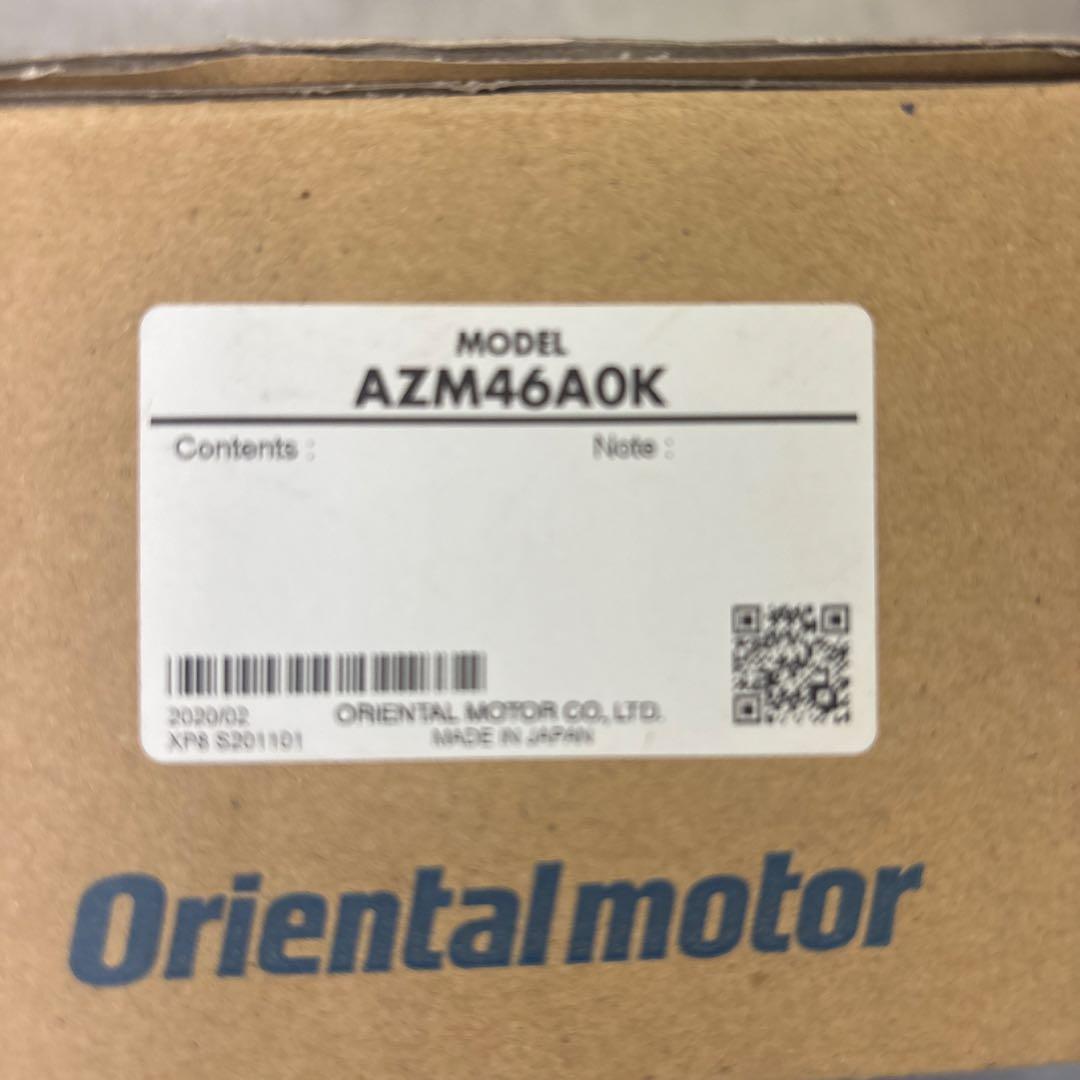 MODEL
AZM46A0K
Contents :
Note :
2020/02
ORIENTAL MOTOR CO., LTD.
XP8 S201101
MADE IN JAPAN
Orientalmotor